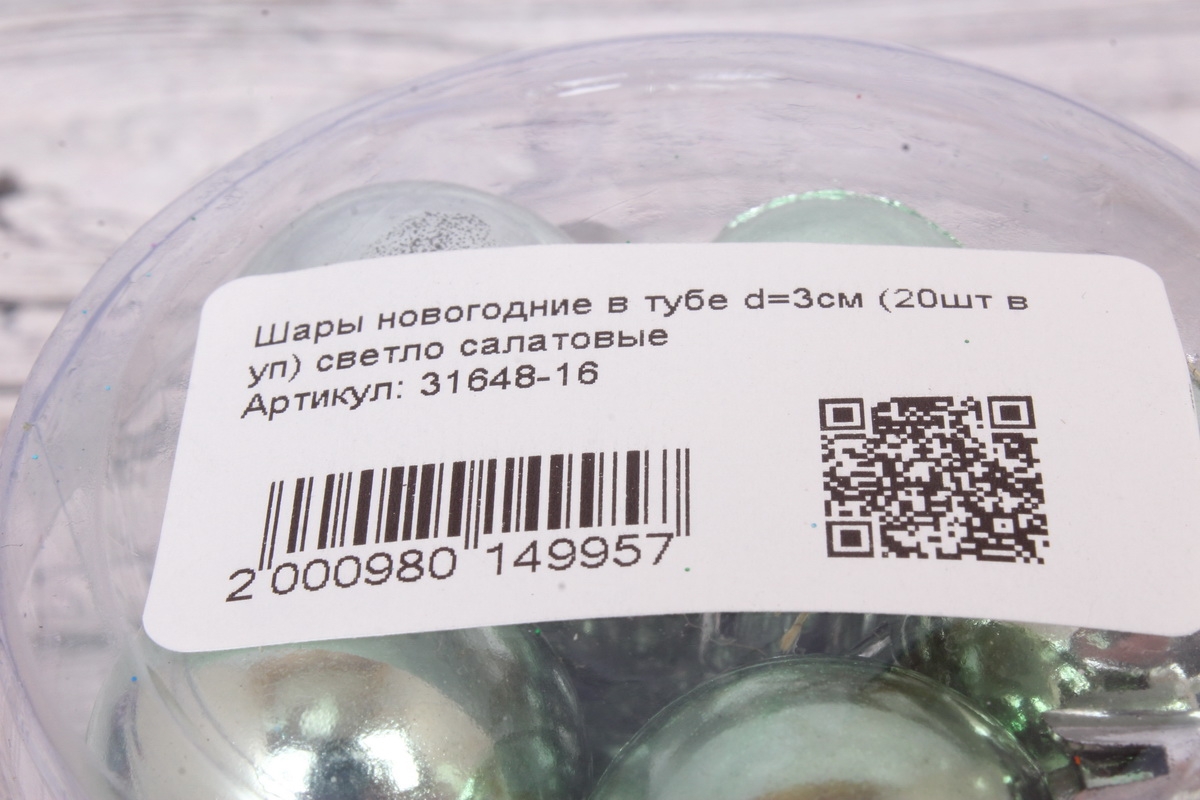 Шары новогодние в тубе d=3см (20шт в
уп) светло салатовые
Артикул: 31648-16
2 000980 149957